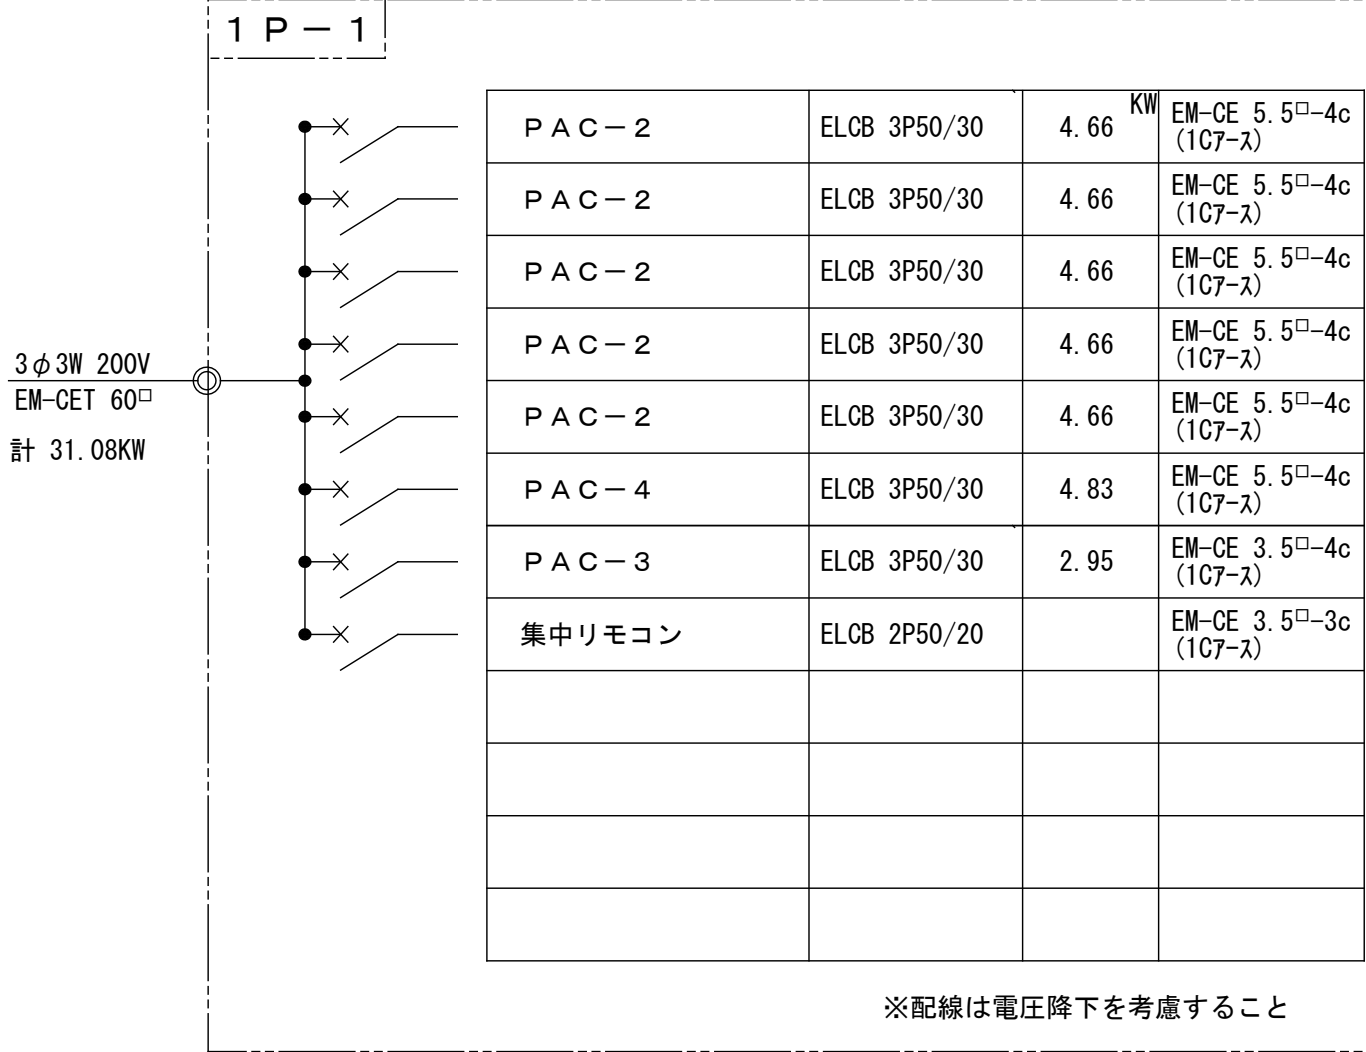 1P-1
PAC-2 ELCB 3P50/30 4.66 KW EM-CE 5.5□-4c
(1Cｱｰｽ)
PAC-2 ELCB 3P50/30 4.66 EM-CE 5.5□-4c
(1Cｱｰｽ)
PAC-2 ELCB 3P50/30 4.66 EM-CE 5.5□-4c
(1Cｱｰｽ)
PAC-2 ELCB 3P50/30 4.66 EM-CE 5.5□-4c
(1Cｱｰｽ)
3φ3W 200V
EM-CET 60□
計 31.08KW
PAC-2 ELCB 3P50/30 4.66 EM-CE 5.5□-4c
(1Cｱｰｽ)
PAC-4 ELCB 3P50/30 4.83 EM-CE 5.5□-4c
(1Cｱｰｽ)
PAC-3 ELCB 3P50/30 2.95 EM-CE 3.5□-4c
(1Cｱｰｽ)
集中リモコン ELCB 2P50/20 EM-CE 3.5□-3c
(1Cｱｰｽ)
※配線は電圧降下を考慮すること